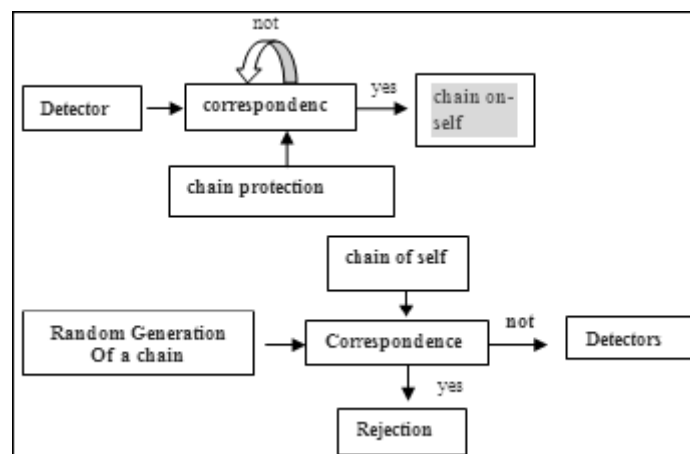 not
Detector
correspondenc
yes
chain on-
self
chain protection
chain of self
Random Generation
Of a chain
Correspondence
not
Detectors
yes
Rejection